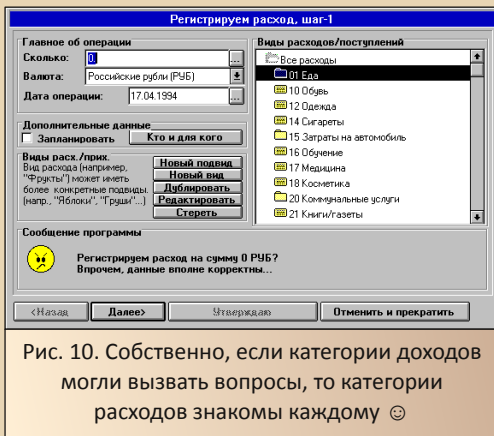 Регистрируем расход, шаг-1
Главное об операции
Сколько: 0. ...
Валюта: Российские рубли (РУБ)
Дата операции: 17.04.1994 ...
Дополнительные данные
Запланировать Кто и для кого
Виды расх./прих.
Вид расхода (например,
"Фрукты") может иметь
более конкретные подвиды.
(напр., "Яблоки", "Груши"...)
Новый подвид
Новый вид
Дублировать
Редактировать
Стереть
Виды расходов/поступлений
Все расходы
01 Еда
10 Обувь
12 Одежда
14 Сигареты
15 Затраты на автомобиль
16 Обучение
17 Медицина
18 Косметика
20 Коммунальные услуги
21 Книги/газеты
Сообщение программы
Регистрируем расход на сумму 0 РУБ?
Впрочем, данные вполне корректны...
<Назад Далее> Утверждаю Отменить и прекратить
Рис. 10. Собственно, если категории доходов
могли вызвать вопросы, то категории
расходов знакомы каждому ☺